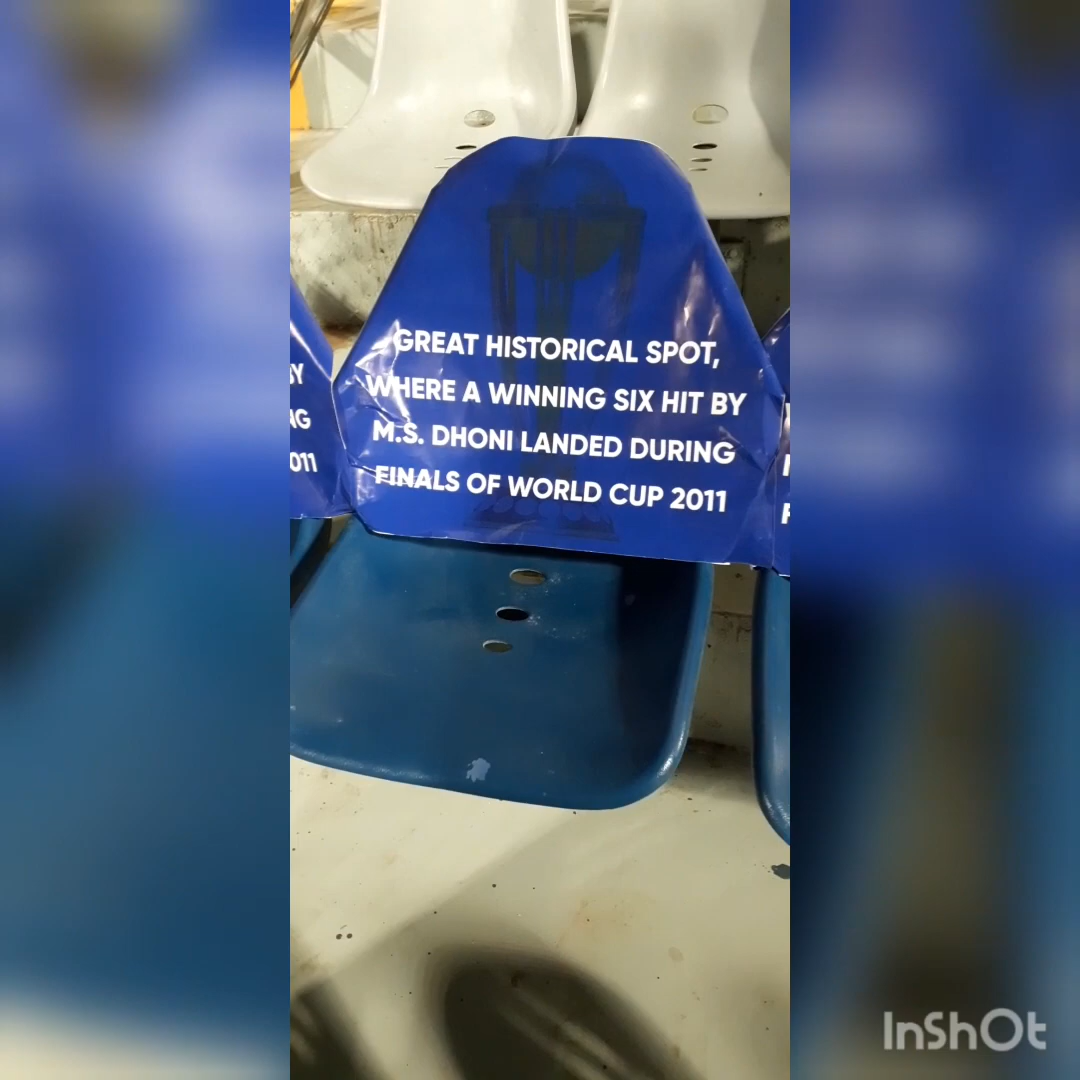 GREAT HISTORICAL SPOT,
WHERE A WINNING SIX HIT BY
M.S. DHONI LANDED DURING
FINALS OF WORLD CUP 2011
InShOt